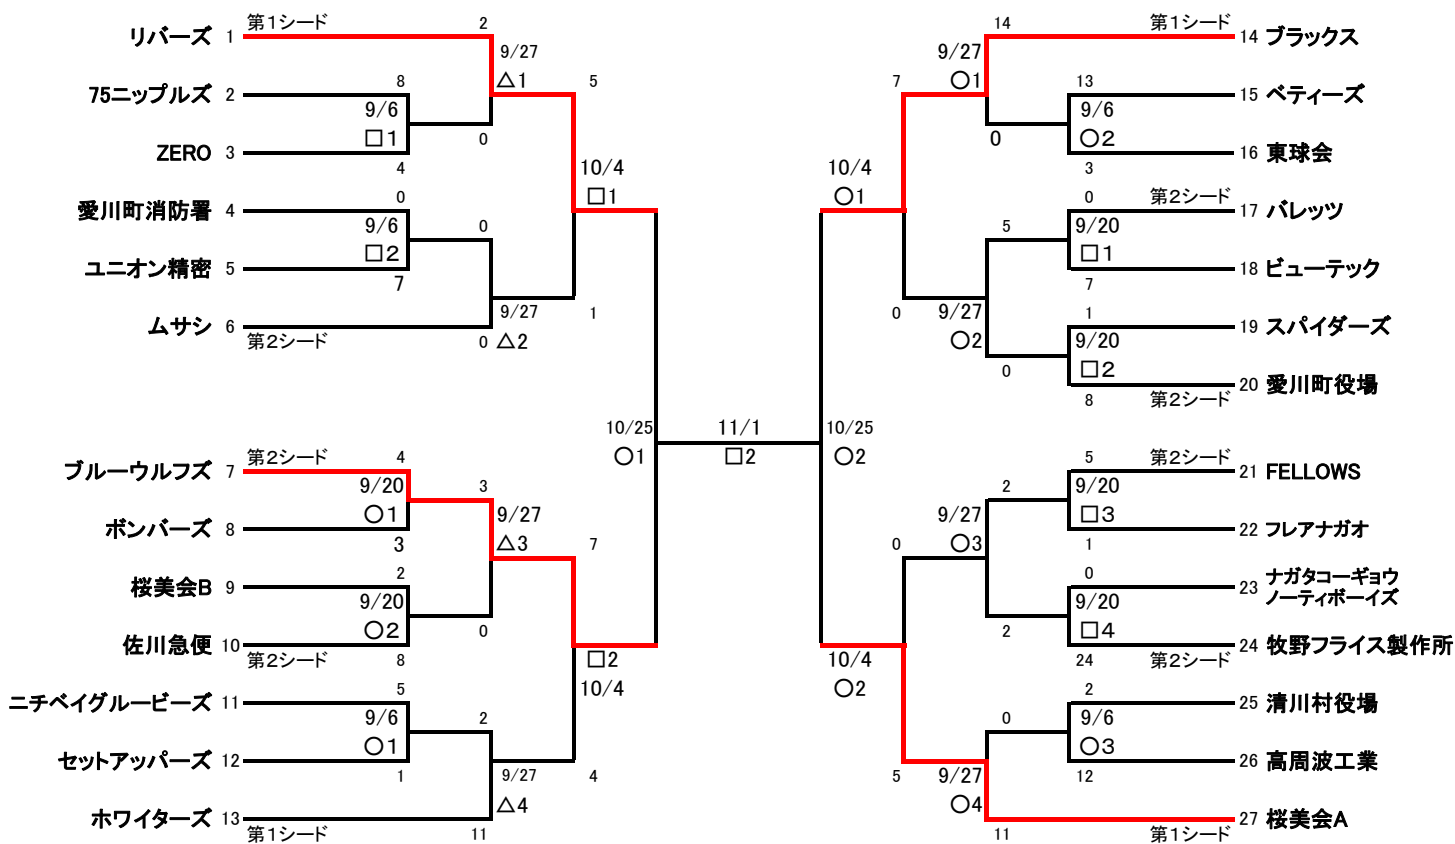 リバーズ 1 第1シード 2
9/27
△1
75ニップルズ 2 8
9/6
□1
0
5
ZERO 3 4
10/4
□1
愛川町消防署 4 0
9/6
□2
0
ユニオン精密 5 7
ムサシ 6 第2シード 0
9/27
△2
1
ブルーウルフズ 7 第2シード 4
9/20
○1
3
ボンバーズ 8 3
9/27
△3
7
桜美会B 9 2
9/20
○2
0
佐川急便 10 第2シード 8
□2
10/4
ニチベイグルービーズ 11 5
9/6
○1
2
セットアッパーズ 12 1
9/27
△4
4
ホワイターズ 13 第1シード 11
10/25
○1
11/1
□2
10/25
○2
14 第1シード 14 ブラックス
9/27
○1
7
13 15 ベティーズ
9/6
○2
0
3 16 東球会
10/4
○1
0 第2シード 17 バレッツ
9/20
□1
5
7 18 ビューテック
0
9/27
○2
1 19 スパイダーズ
9/20
□2
0
8 第2シード 20 愛川町役場
5 第2シード 21 FELLOWS
9/20
□3
2
9/27
○3
1 22 フレアナガオ
0
0 23 ナガタコーギョウ
ノーティボーイズ
9/20
□4
2
24 第2シード 24 牧野フライス製作所
10/4
○2
2 25 清川村役場
9/6
○3
0
12 26 高周波工業
5
9/27
○4
11 第1シード 27 桜美会A